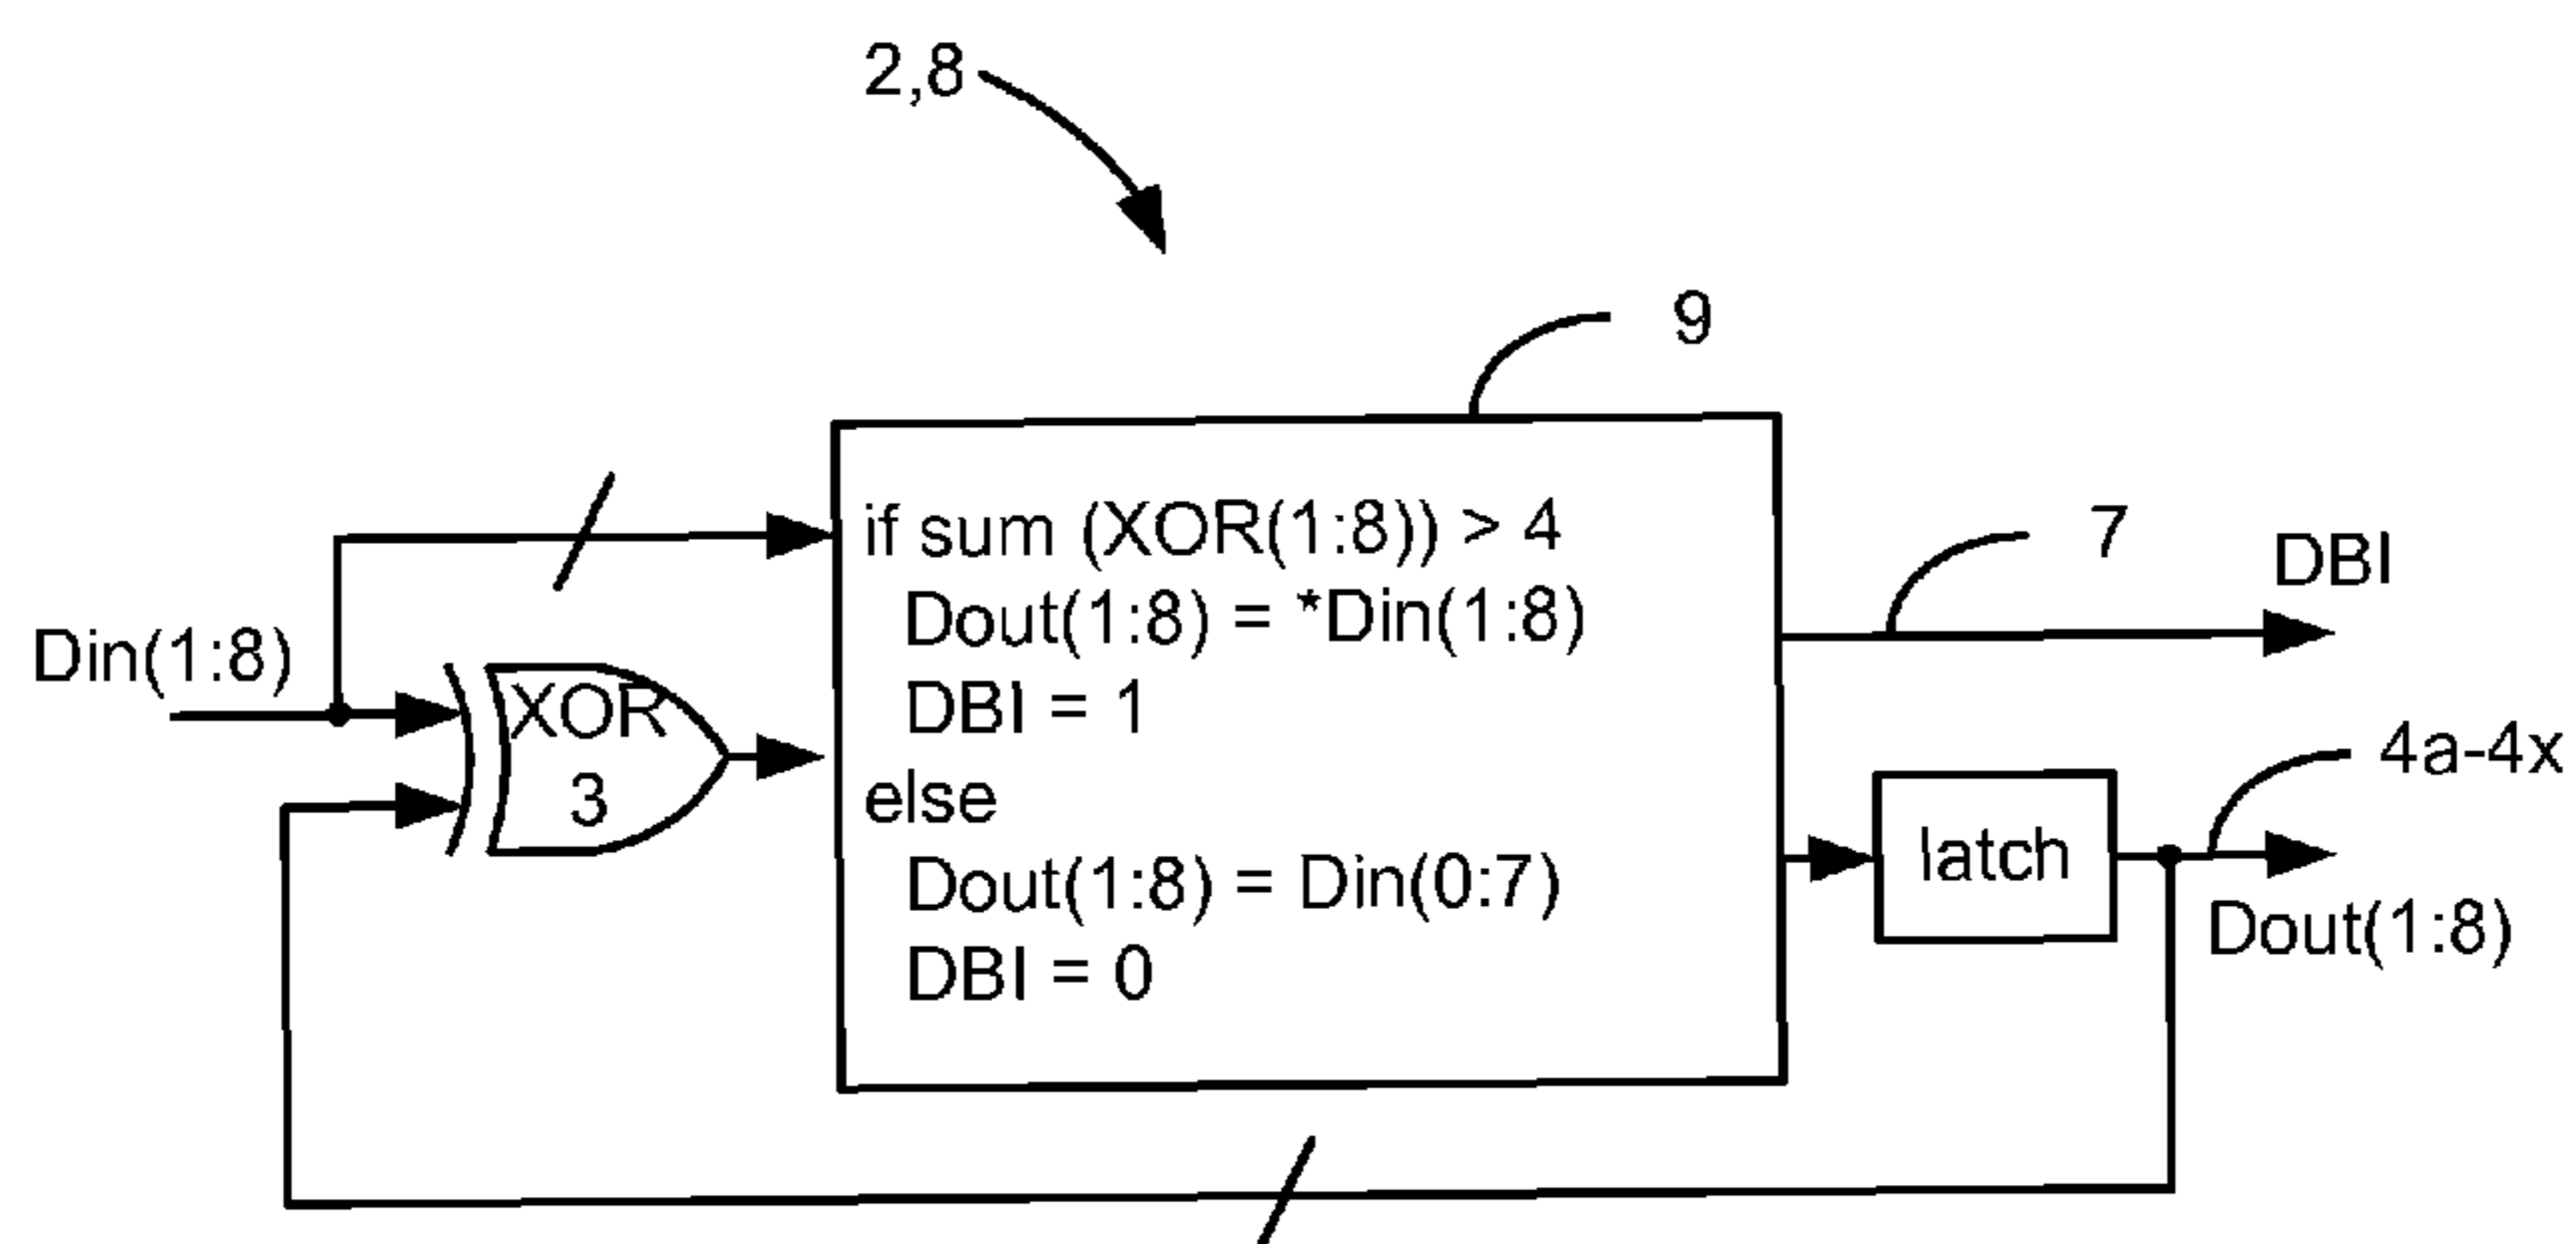 2,8
9
if sum (XOR(1:8)) > 4
Dout(1:8) = *Din(1:8)
DBI = 1
else
Dout(1:8) = Din(0:7)
DBI = 0
Din(1:8)
XOR
3
7
DBI
4a-4x
latch
Dout(1:8)